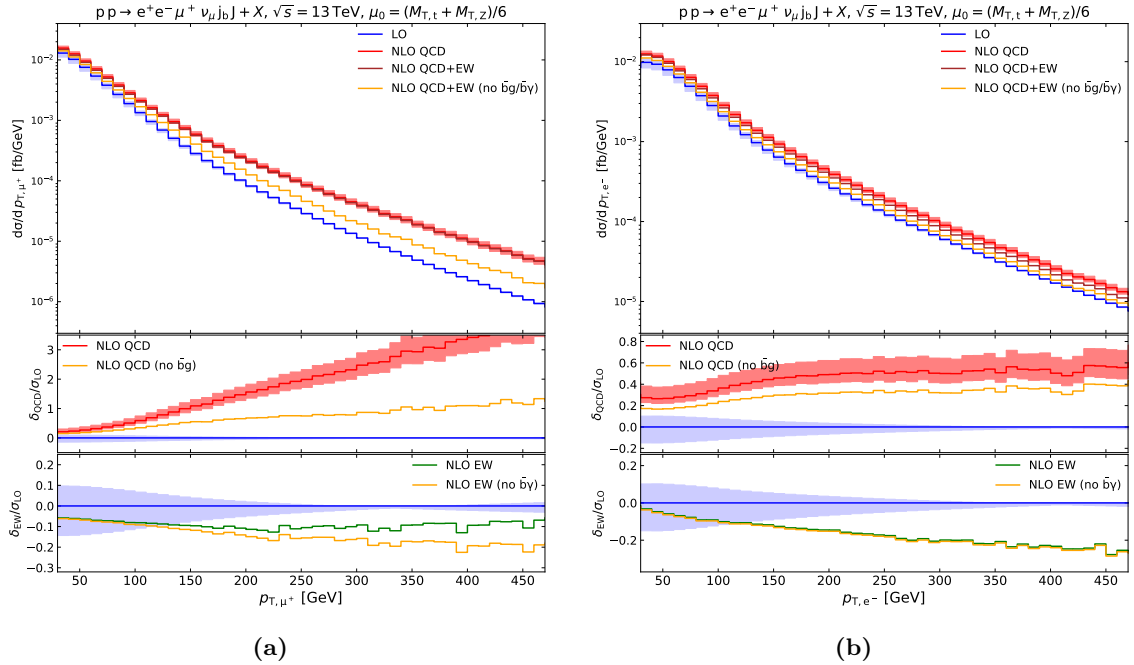 p p → e⁺e⁻μ⁺ ν_μ j_b J + X, √s = 13 TeV, μ₀ = (M_T,t + M_T,Z)/6
LO
NLO QCD
NLO QCD+EW
NLO QCD+EW (no b̄g/b̄γ)
dσ/dp_T,μ⁺ [fb/GeV]
10⁻²
10⁻³
10⁻⁴
10⁻⁵
10⁻⁶
NLO QCD
NLO QCD (no b̄g)
δ_QCD/σ_LO
3
2
1
0
NLO EW
NLO EW (no b̄γ)
δ_EW/σ_LO
0.2
0.1
0.0
−0.1
−0.2
−0.3
50 100 150 200 250 300 350 400 450
p_T,μ⁺ [GeV]
(a)
p p → e⁺e⁻μ⁺ ν_μ j_b J + X, √s = 13 TeV, μ₀ = (M_T,t + M_T,Z)/6
LO
NLO QCD
NLO QCD+EW
NLO QCD+EW (no b̄g/b̄γ)
dσ/dp_T,e⁻ [fb/GeV]
10⁻²
10⁻³
10⁻⁴
10⁻⁵
NLO QCD
NLO QCD (no b̄g)
δ_QCD/σ_LO
0.8
0.6
0.4
0.2
0.0
−0.2
NLO EW
NLO EW (no b̄γ)
δ_EW/σ_LO
0.2
0.0
−0.2
50 100 150 200 250 300 350 400 450
p_T,e⁻ [GeV]
(b)